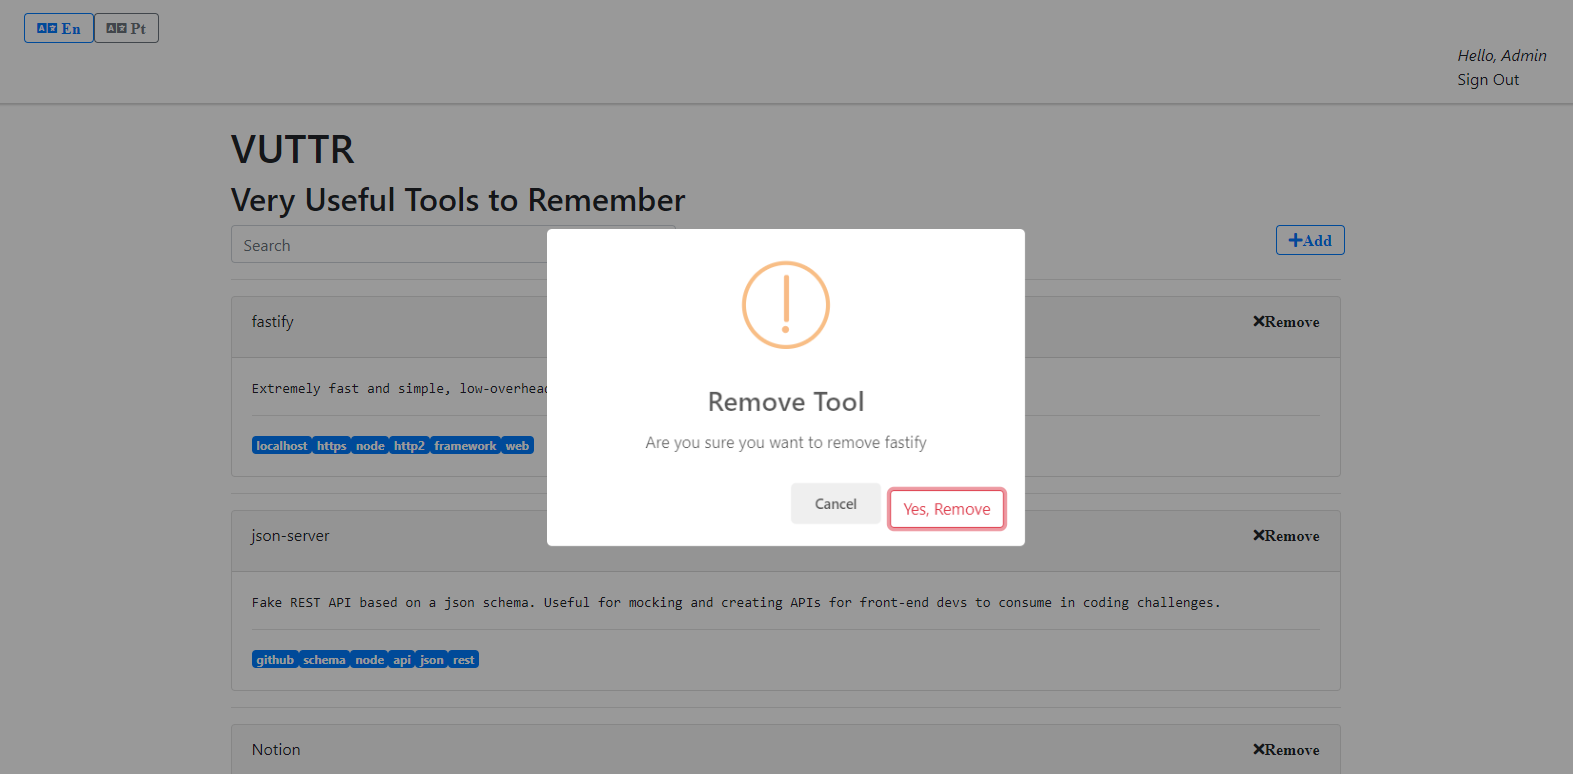 En Pt
Hello, Admin
Sign Out
VUTTR
Very Useful Tools to Remember
Search
Add
fastify
Remove
Extremely fast and simple, low-overhead
localhost https node http2 framework web
Remove Tool
Are you sure you want to remove fastify
Cancel
Yes, Remove
json-server
Remove
Fake REST API based on a json schema. Useful for mocking and creating APIs for front-end devs to consume in coding challenges.
github schema node api json rest
Notion
Remove